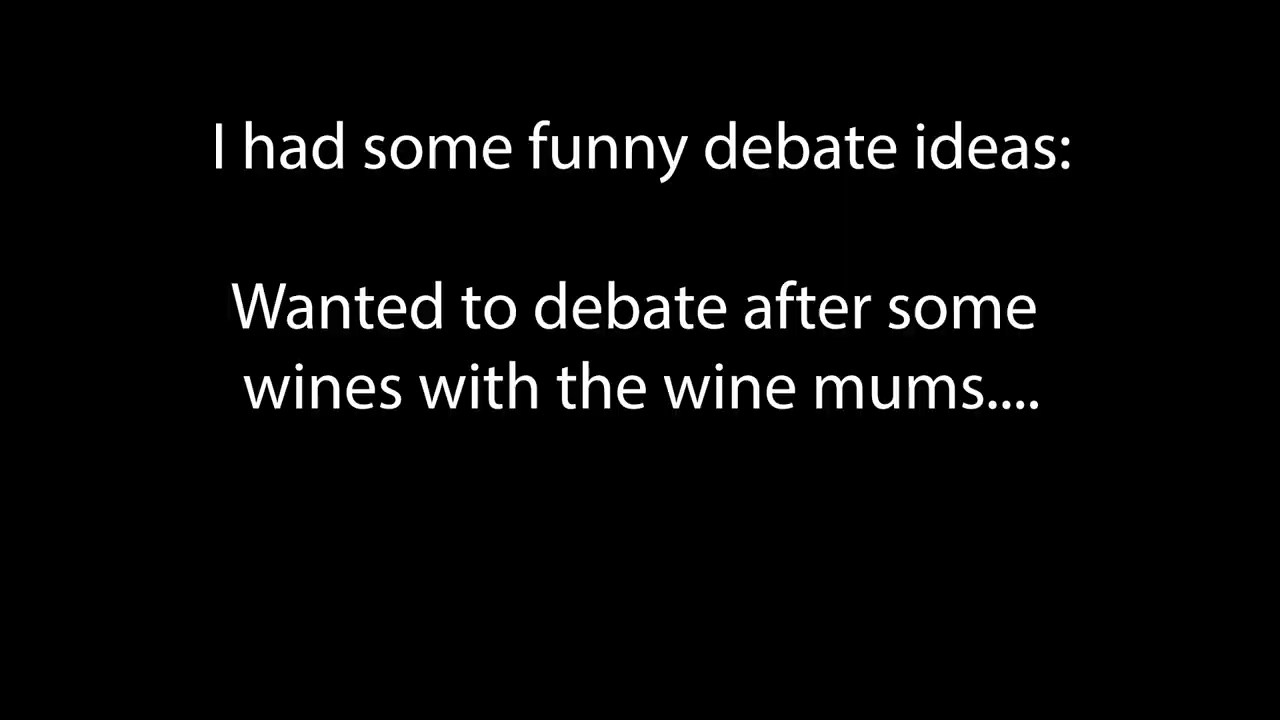 I had some funny debate ideas:
Wanted to debate after some
wines with the wine mums....